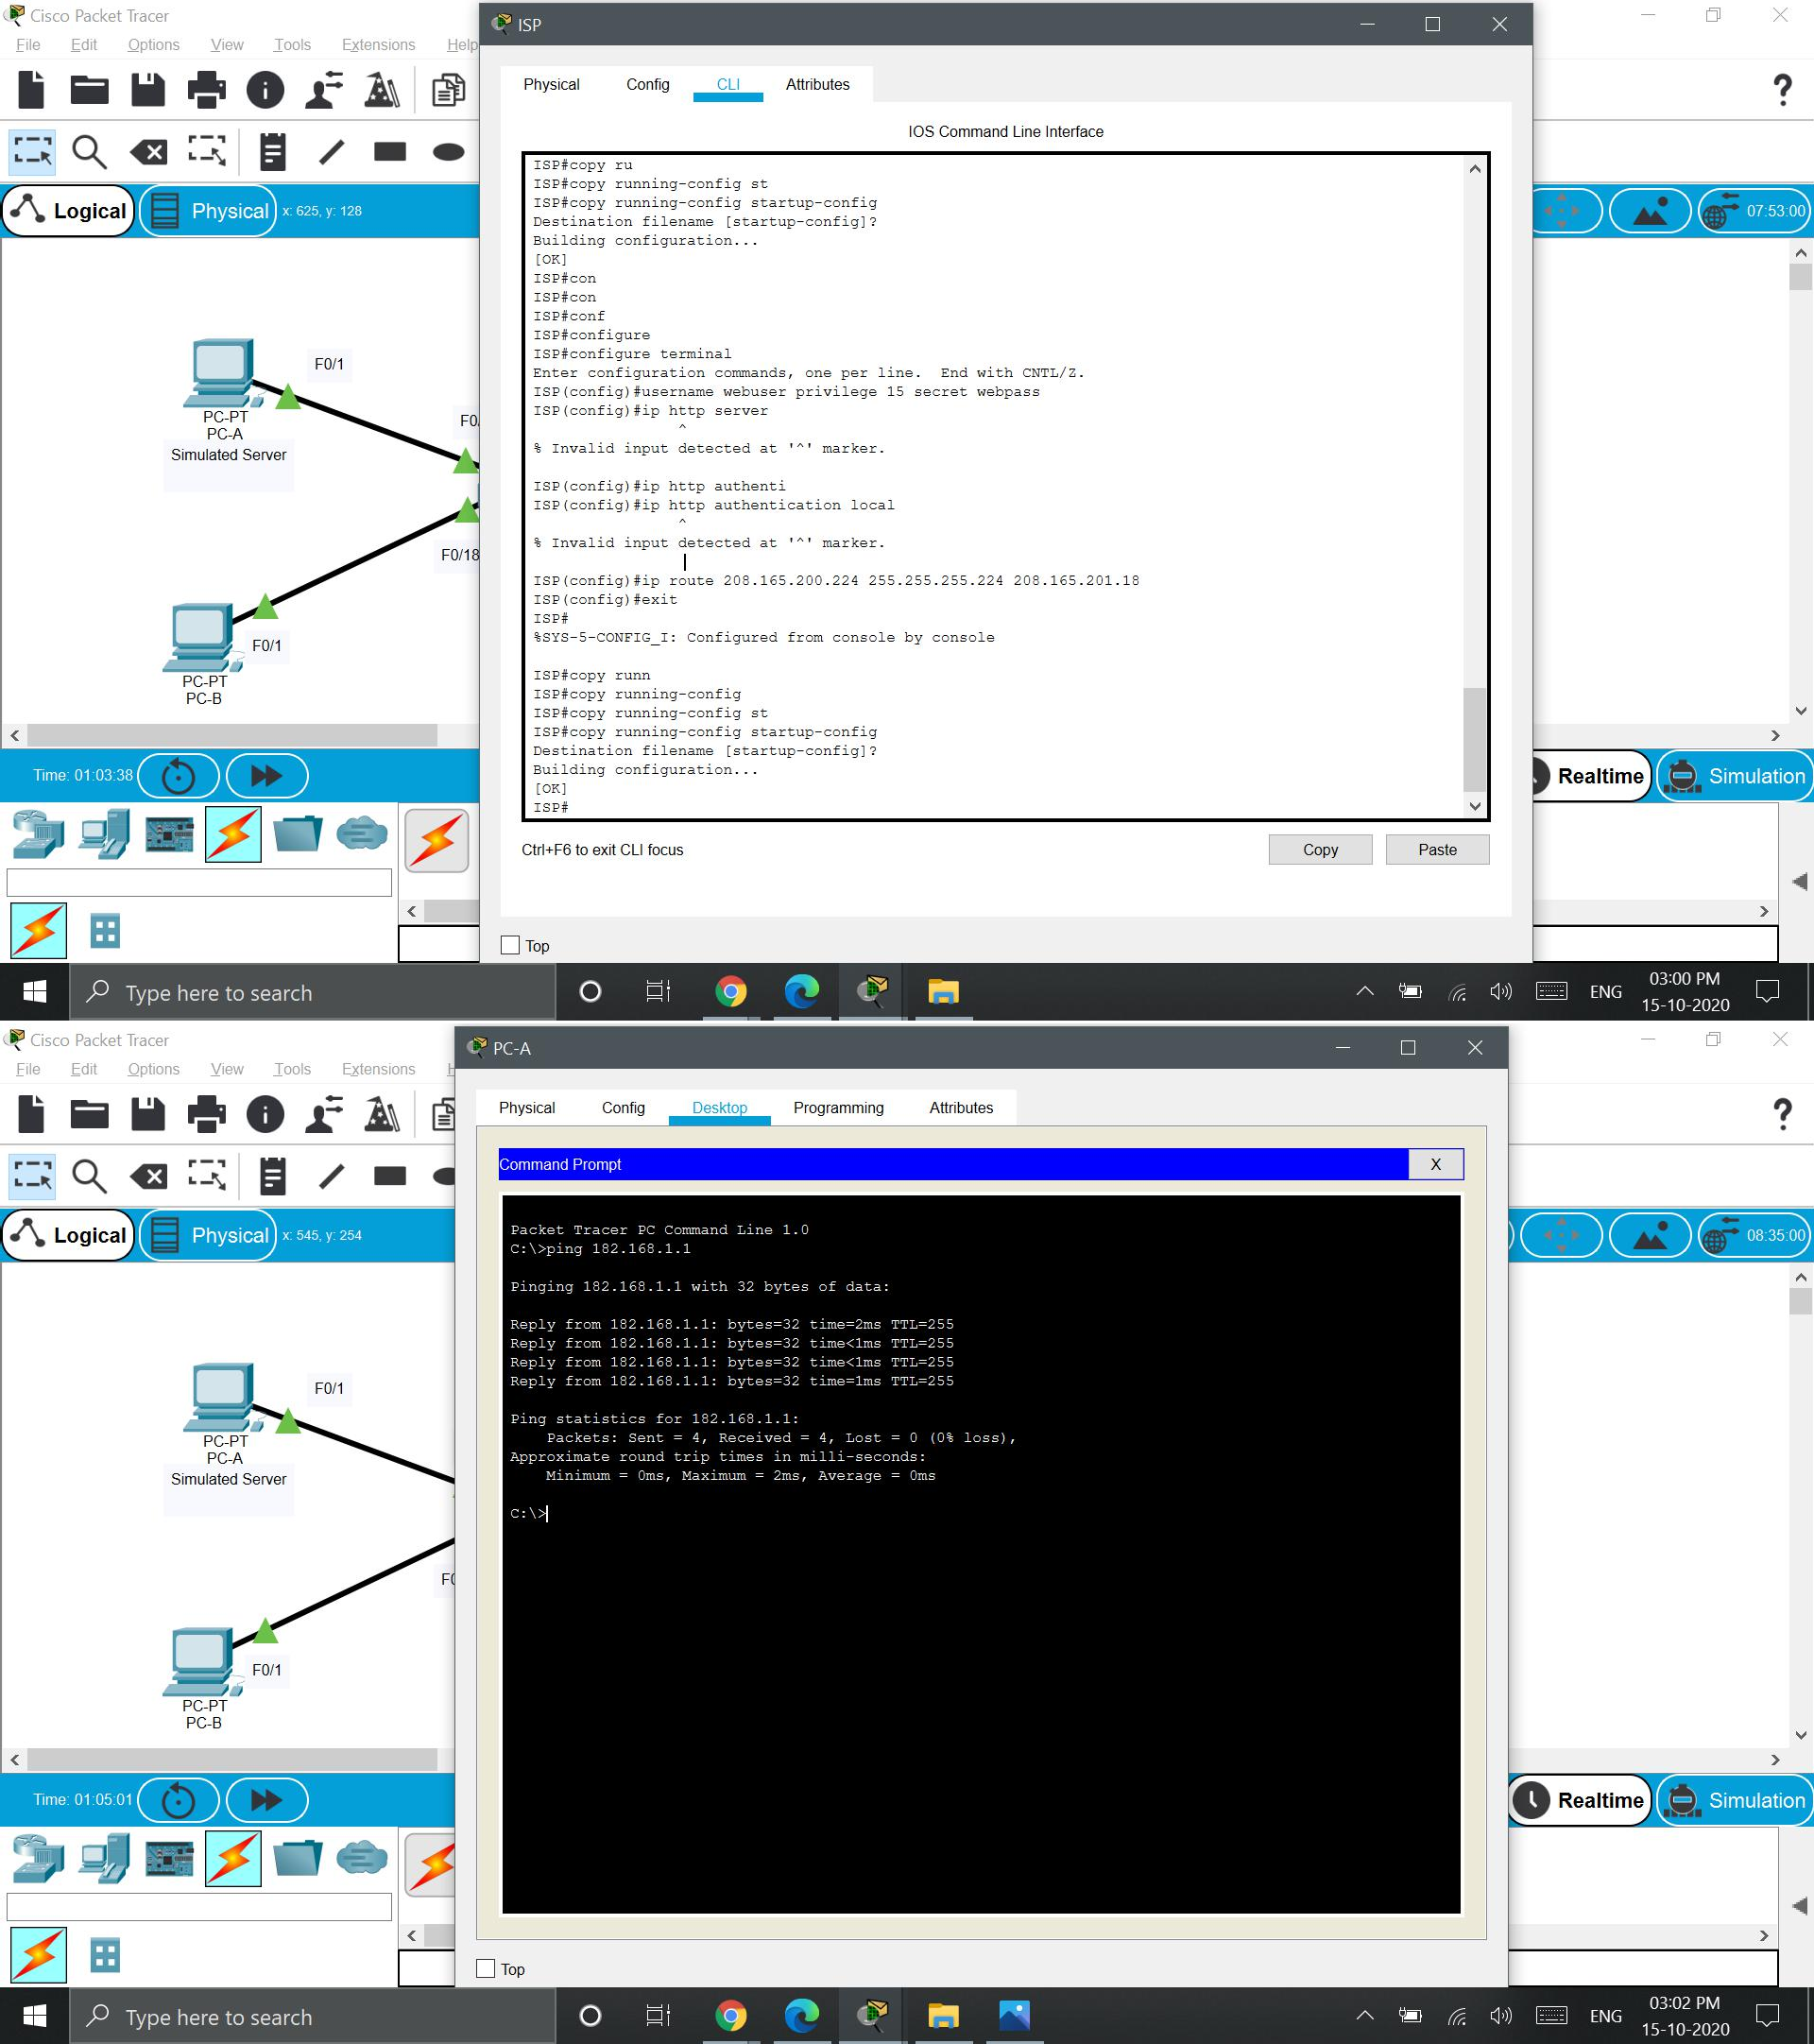 Cisco Packet Tracer
File Edit Options View Tools Extensions Help
ISP
Physical Config CLI Attributes
IOS Command Line Interface
?
Logical Physical x: 625, y: 128
07:53:00
ISP#copy ru
ISP#copy running-config st
ISP#copy running-config startup-config
Destination filename [startup-config]?
Building configuration...
[OK]
ISP#con
ISP#con
ISP#conf
ISP#configure
ISP#configure terminal
Enter configuration commands, one per line.  End with CNTL/Z.
ISP(config)#username webuser privilege 15 secret webpass
ISP(config)#ip http server
^
% Invalid input detected at '^' marker.
ISP(config)#ip http authenti
ISP(config)#ip http authentication local
^
% Invalid input detected at '^' marker.
ISP(config)#ip route 208.165.200.224 255.255.255.224 208.165.201.18
ISP(config)#exit
ISP#
%SYS-5-CONFIG_I: Configured from console by console
ISP#copy runn
ISP#copy running-config
ISP#copy running-config st
ISP#copy running-config startup-config
Destination filename [startup-config]?
Building configuration...
[OK]
ISP#
Ctrl+F6 to exit CLI focus
Copy Paste
Top
F0/1
PC-PT
PC-A
Simulated Server
F0/
F0/18
F0/1
PC-PT
PC-B
Time: 01:03:38
Realtime Simulation
Type here to search
ENG
03:00 PM
15-10-2020
Cisco Packet Tracer
File Edit Options View Tools Extensions
PC-A
Physical Config Desktop Programming Attributes
?
Command Prompt X
Logical Physical x: 545, y: 254
08:35:00
Packet Tracer PC Command Line 1.0
C:\>ping 182.168.1.1
Pinging 182.168.1.1 with 32 bytes of data:
Reply from 182.168.1.1: bytes=32 time=2ms TTL=255
Reply from 182.168.1.1: bytes=32 time<1ms TTL=255
Reply from 182.168.1.1: bytes=32 time<1ms TTL=255
Reply from 182.168.1.1: bytes=32 time=1ms TTL=255
Ping statistics for 182.168.1.1:
Packets: Sent = 4, Received = 4, Lost = 0 (0% loss),
Approximate round trip times in milli-seconds:
Minimum = 0ms, Maximum = 2ms, Average = 0ms
C:\>
Top
F0/1
PC-PT
PC-A
Simulated Server
F0/1
PC-PT
PC-B
Time: 01:05:01
Realtime Simulation
Type here to search
ENG
03:02 PM
15-10-2020